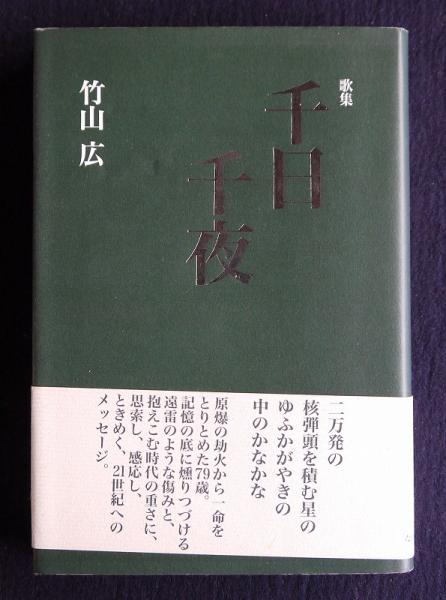 歌集
千日
千夜
竹山 広
二万発の
核弾頭を積む星の
ゆふかがやきの
中のかなかな
原爆の劫火から一命を
とりとめた79歳。
記憶の底に燻りつづける
遠雷のような傷みと、
抱えこむ時代の重さに、
思索し、感応し、
ときめく、21世紀への
メッセージ。